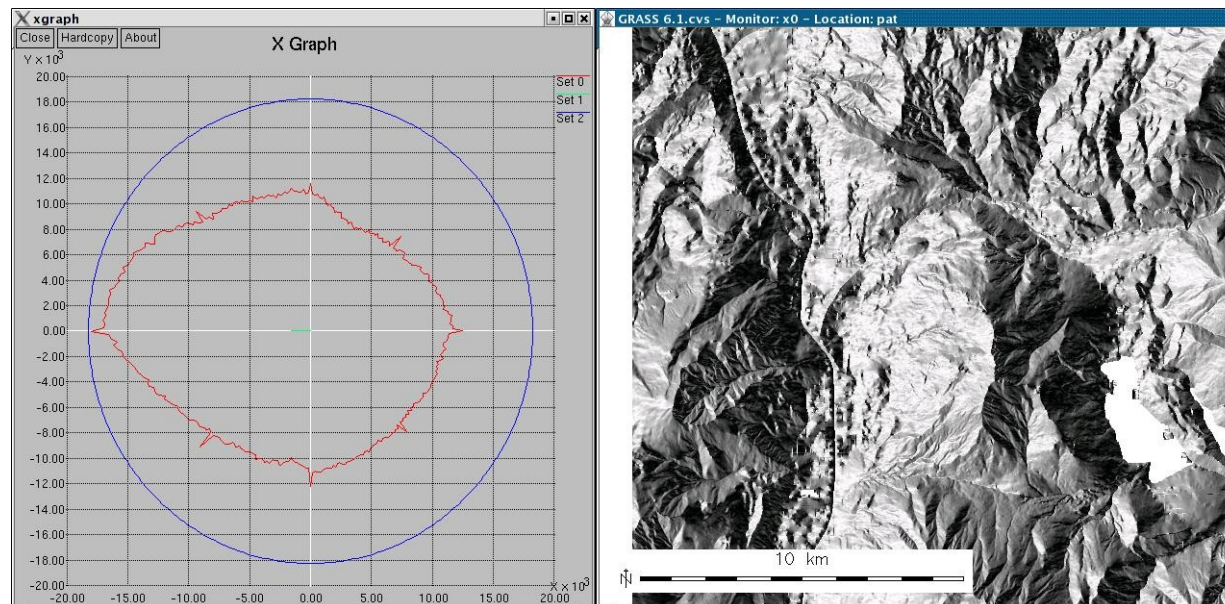 xgraph
Close Hardcopy About
X Graph
Y × 10³
20.00
18.00
16.00
14.00
12.00
10.00
8.00
6.00
4.00
2.00
0.00
-2.00
-4.00
-6.00
-8.00
-10.00
-12.00
-14.00
-16.00
-18.00
-20.00
Set 0
Set 1
Set 2
X × 10³
-20.00 -15.00 -10.00 -5.00 0.00 5.00 10.00 15.00 20.00
GRASS 6.1.cvs - Monitor: x0 - Location: pat
10 km
N